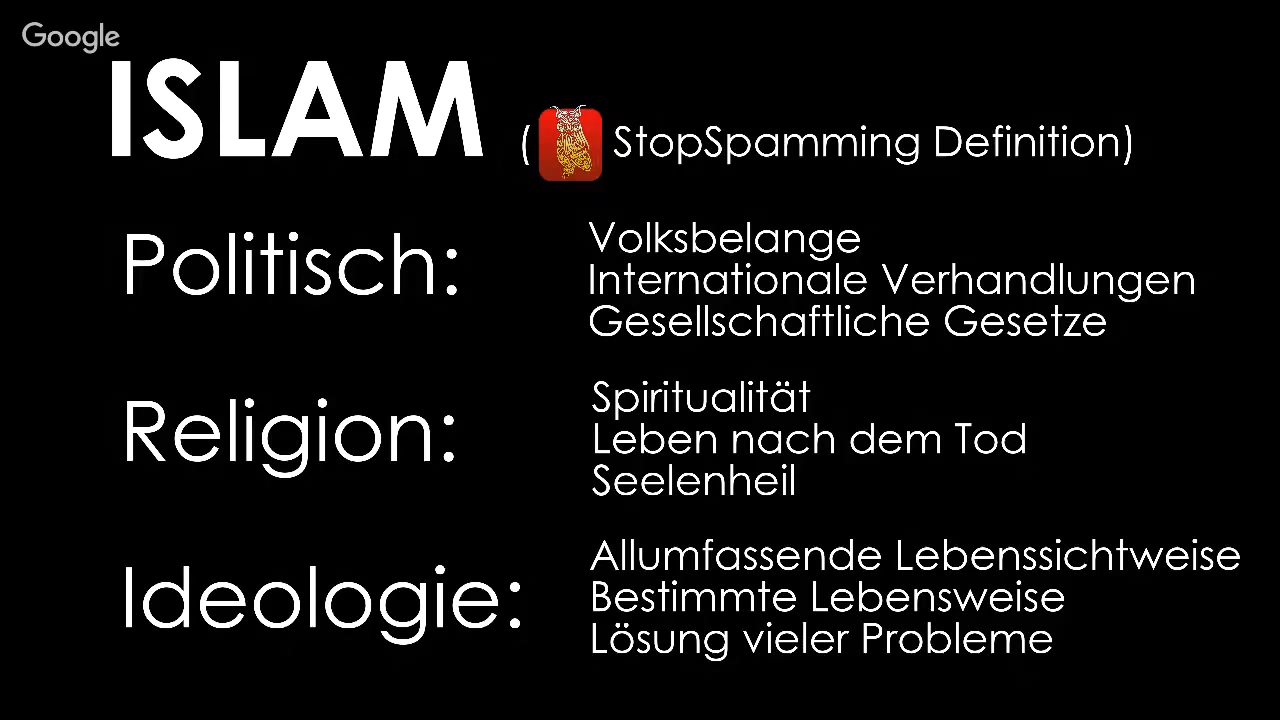 Google
ISLAM ( StopSpamming Definition)
Politisch:
Volksbelange
Internationale Verhandlungen
Gesellschaftliche Gesetze
Religion:
Spiritualität
Leben nach dem Tod
Seelenheil
Ideologie:
Allumfassende Lebenssichtweise
Bestimmte Lebensweise
Lösung vieler Probleme